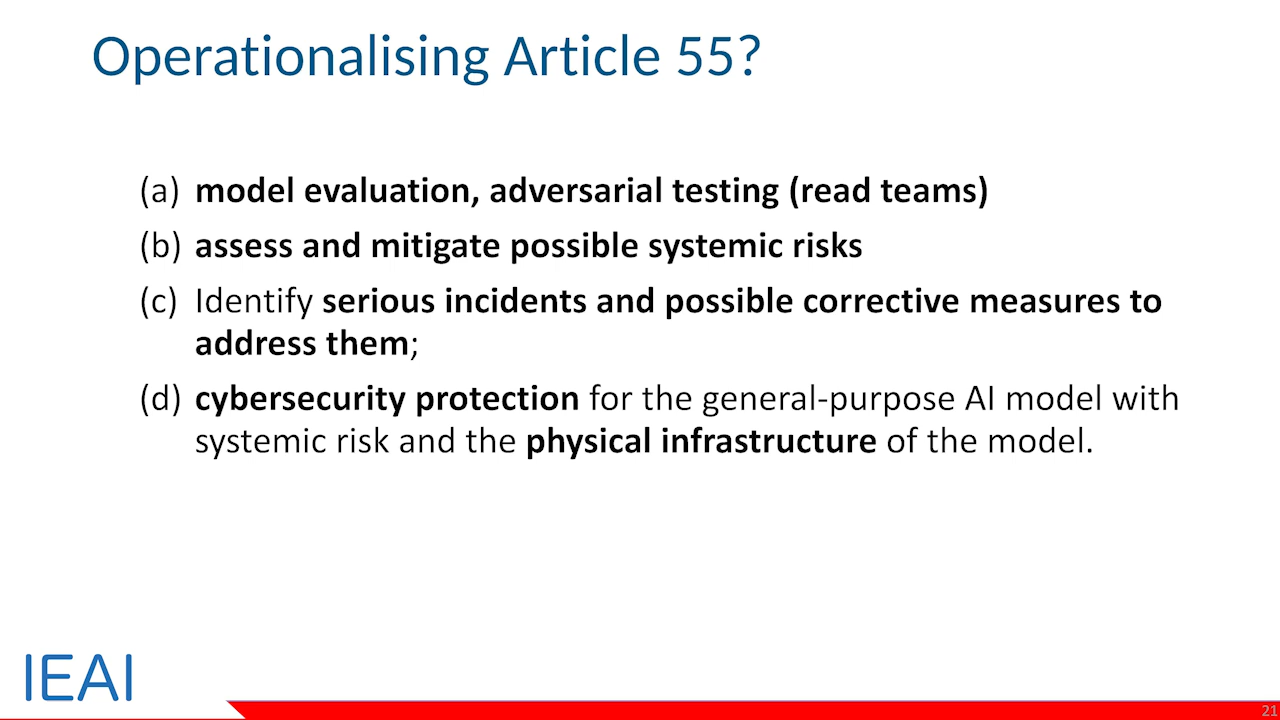 Operationalising Article 55?
(a) model evaluation, adversarial testing (read teams)
(b) assess and mitigate possible systemic risks
(c) Identify serious incidents and possible corrective measures to
address them;
(d) cybersecurity protection for the general-purpose AI model with
systemic risk and the physical infrastructure of the model.
IEAI
21